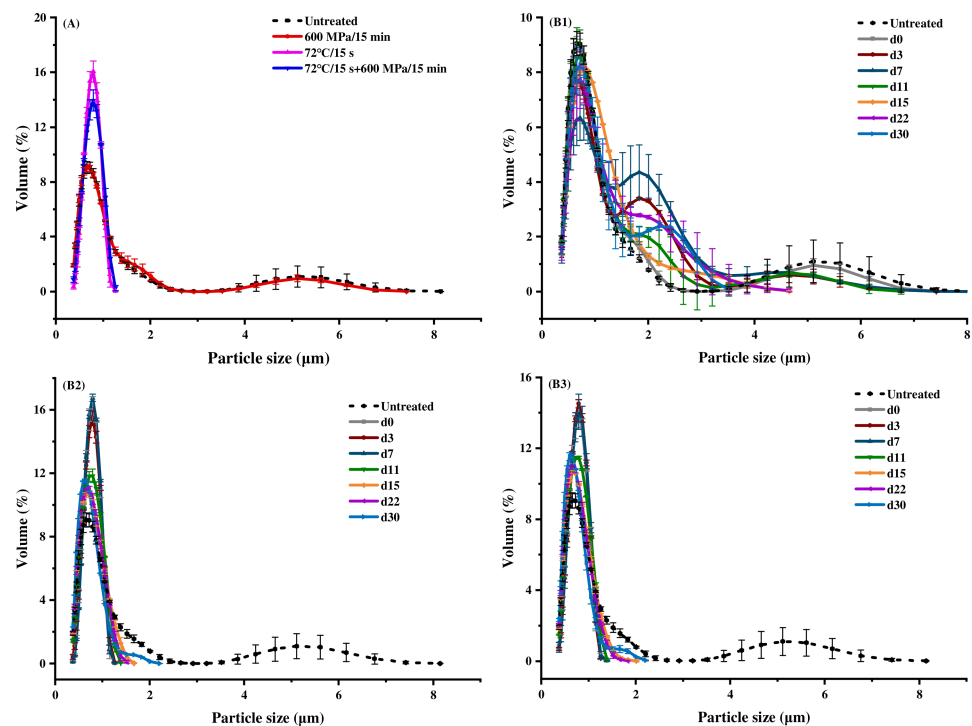 (A)
Untreated
600 MPa/15 min
72°C/15 s
72°C/15 s+600 MPa/15 min
20
16
12
8
4
0
Volume (%)
0 2 4 6 8
Particle size (μm)
(B1)
Untreated
d0
d3
d7
d11
d15
d22
d30
10
8
6
4
2
0
Volume (%)
0 1 2 3 4 5 6 7 8
Particle size (μm)
(B2)
Untreated
d0
d3
d7
d11
d15
d22
d30
16
12
8
4
0
Volume (%)
0 2 4 6 8
Particle size (μm)
(B3)
Untreated
d0
d3
d7
d11
d15
d22
d30
16
12
8
4
0
Volume (%)
0 2 4 6 8
Particle size (μm)